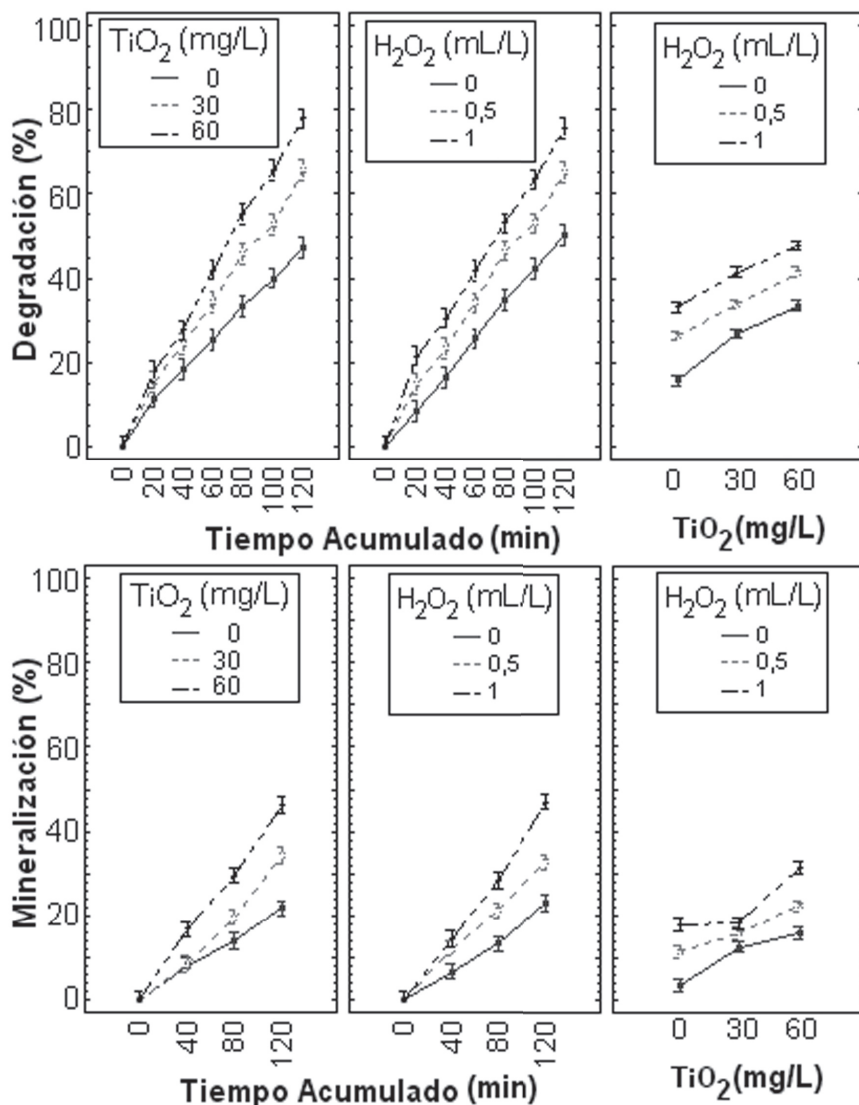 Degradación (%)
100
80
60
40
20
0
TiO2 (mg/L)
0
30
60
H2O2 (mL/L)
0
0,5
1
H2O2 (mL/L)
0
0,5
1
0 20 40 60 80 100 120
0 20 40 60 80 100 120
0 30 60
Tiempo Acumulado (min)
TiO2(mg/L)
Mineralización (%)
100
80
60
40
20
0
TiO2 (mg/L)
0
30
60
H2O2 (mL/L)
0
0,5
1
H2O2 (mL/L)
0
0,5
1
0 40 80 120
0 40 80 120
0 30 60
Tiempo Acumulado (min)
TiO2(mg/L)